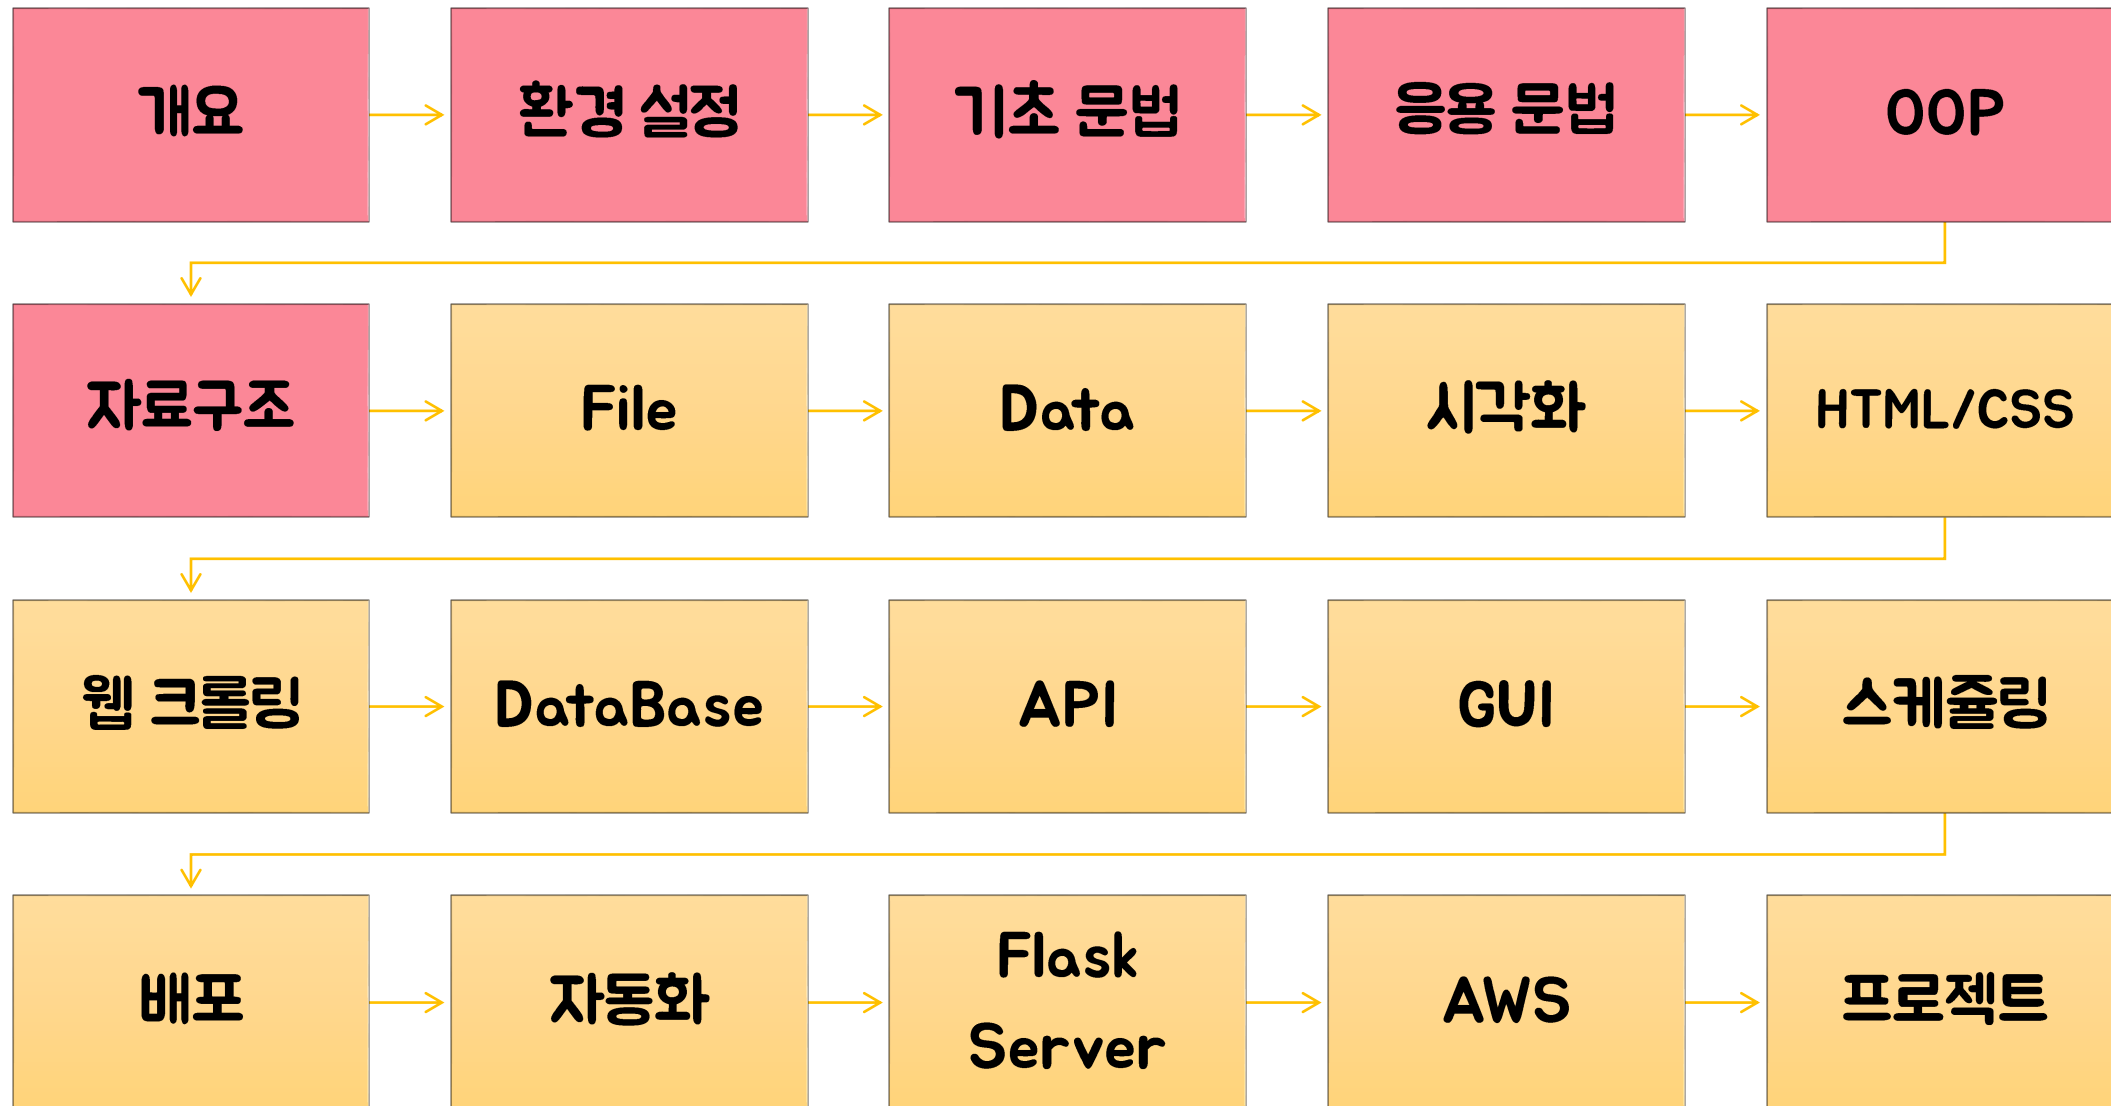 개요
환경 설정
기초 문법
응용 문법
OOP
자료구조
File
Data
시각화
HTML/CSS
웹 크롤링
DataBase
API
GUI
스케쥴링
배포
자동화
Flask
Server
AWS
프로젝트